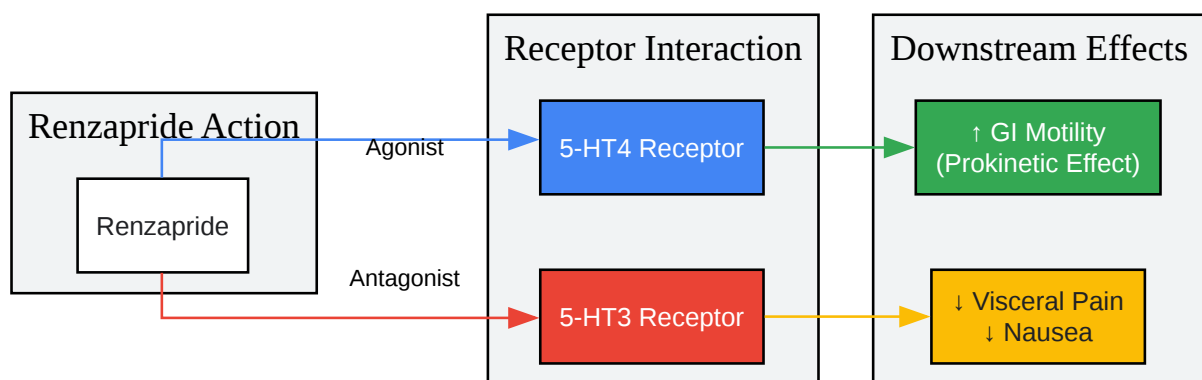 Renzapride Action
Renzapride
Agonist
Antagonist
Receptor Interaction
5-HT4 Receptor
5-HT3 Receptor
Downstream Effects
↑ GI Motility
(Prokinetic Effect)
↓ Visceral Pain
↓ Nausea